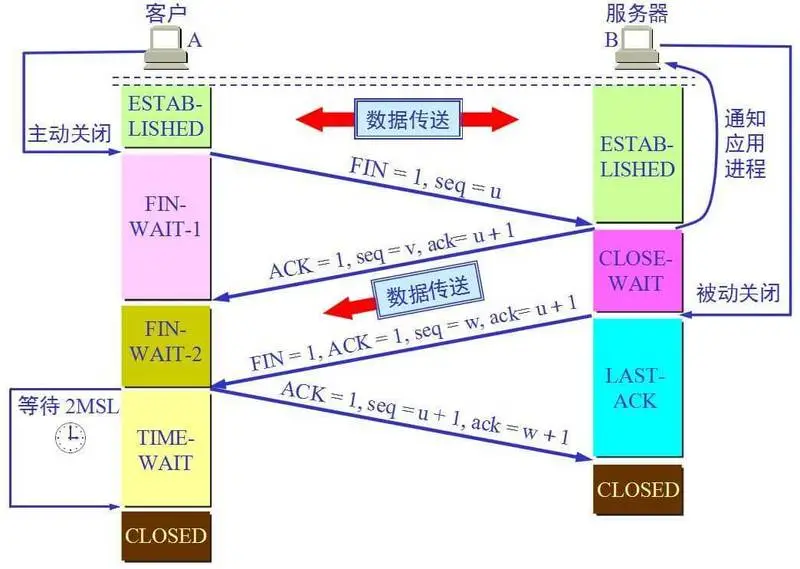 客户
A
服务器
B
ESTAB-
LISHED
数据传送
主动关闭
ESTAB-
LISHED
通知
应用
进程
FIN = 1, seq = u
FIN-
WAIT-1
ACK = 1, seq = v, ack= u + 1
CLOSE-
WAIT
数据传送
被动关闭
FIN-
WAIT-2
FIN = 1, ACK = 1, seq = w, ack= u + 1
LAST-
ACK
ACK = 1, seq = u + 1, ack = w + 1
等待 2MSL
TIME-
WAIT
CLOSED
CLOSED